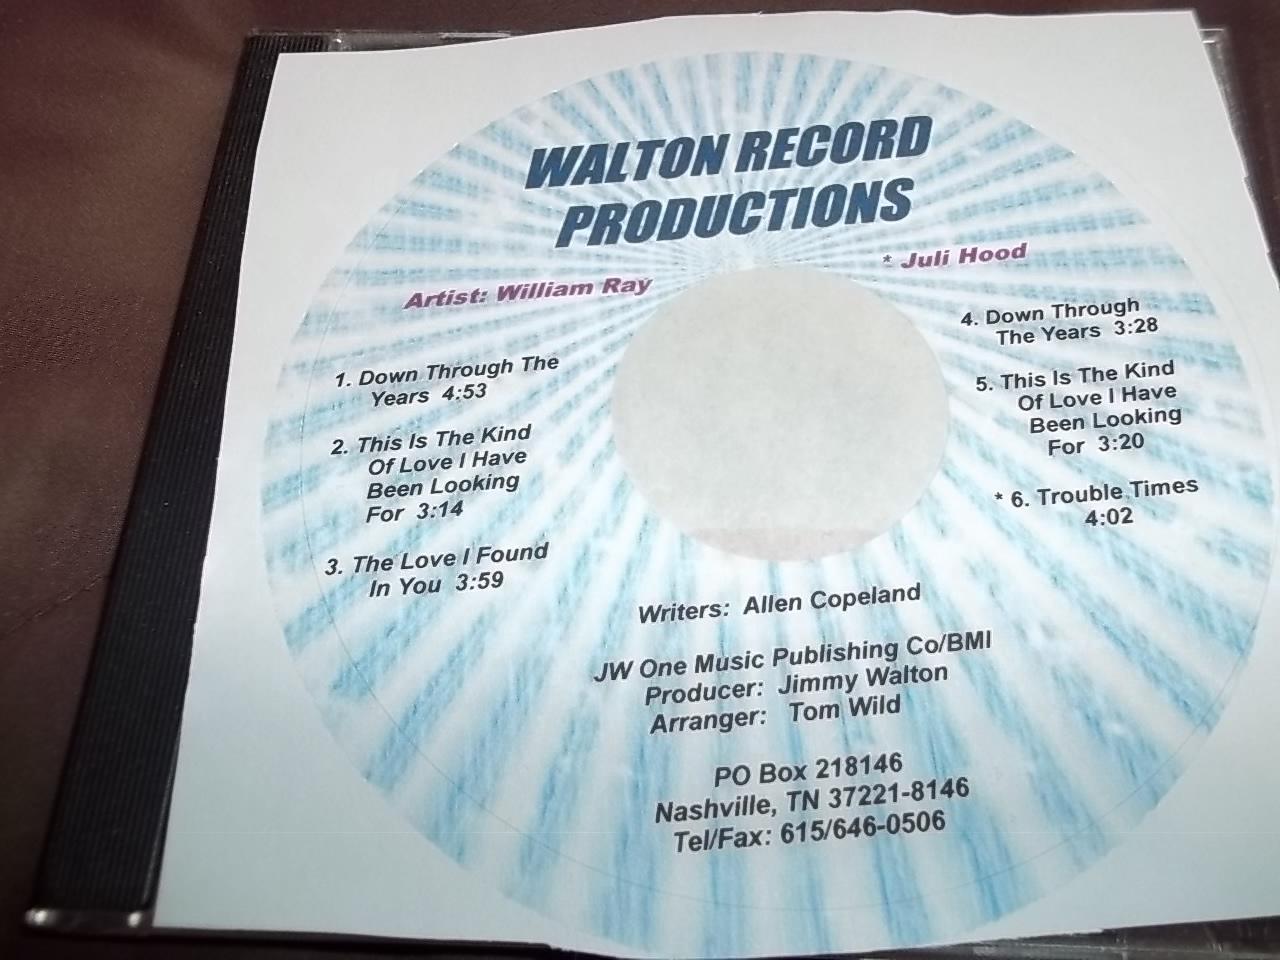 WALTON RECORD
PRODUCTIONS
Artist: William Ray
* Juli Hood
1. Down Through The
Years 4:53
2. This Is The Kind
Of Love I Have
Been Looking
For 3:14
3. The Love I Found
In You 3:59
4. Down Through
The Years 3:28
5. This Is The Kind
Of Love I Have
Been Looking
For 3:20
* 6. Trouble Times
4:02
Writers: Allen Copeland
JW One Music Publishing Co/BMI
Producer: Jimmy Walton
Arranger: Tom Wild
PO Box 218146
Nashville, TN 37221-8146
Tel/Fax: 615/646-0506